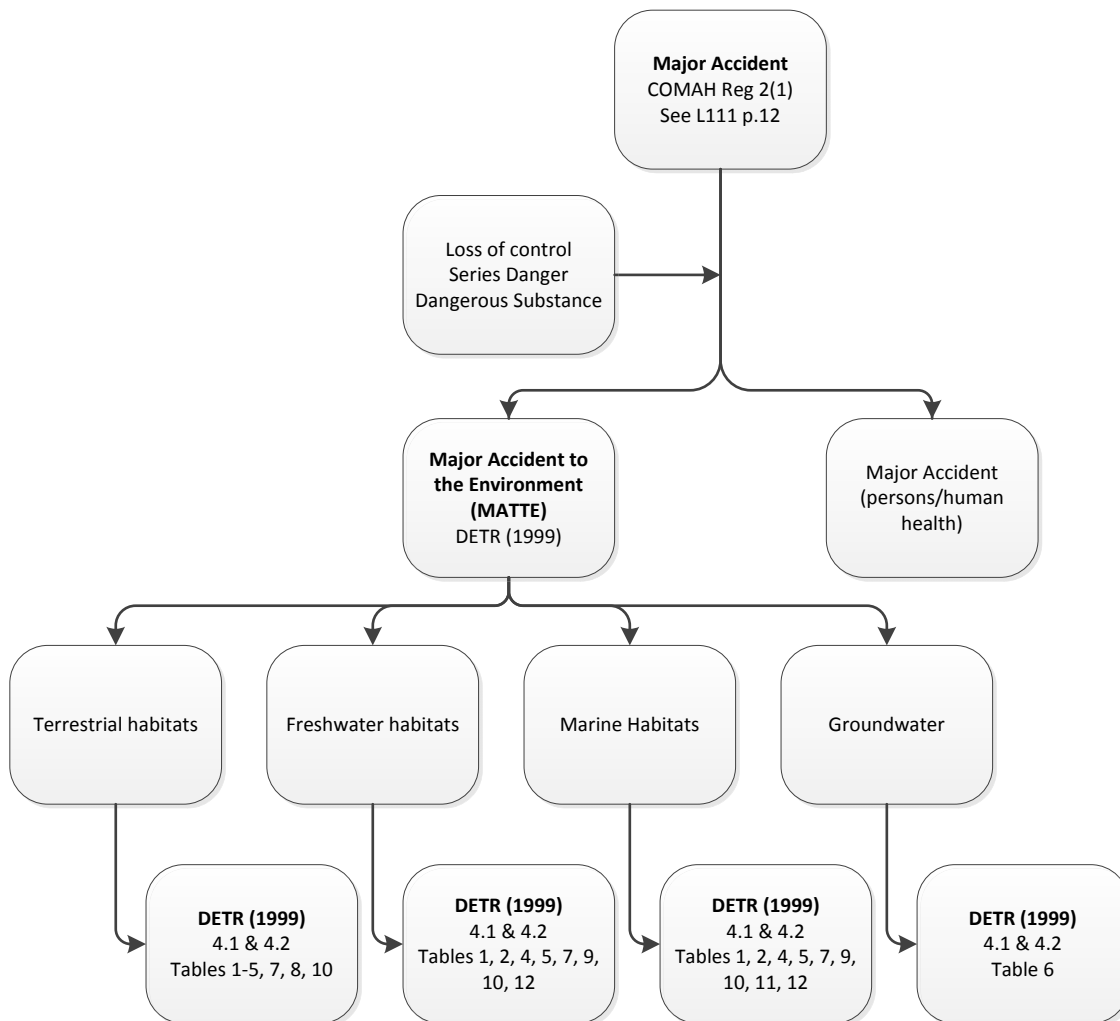 Major Accident
COMAH Reg 2(1)
See L111 p.12
Loss of control
Series Danger
Dangerous Substance
Major Accident to
the Environment
(MATTE)
DETR (1999)
Major Accident
(persons/human
health)
Terrestrial habitats
Freshwater habitats
Marine Habitats
Groundwater
DETR (1999)
4.1 & 4.2
Tables 1-5, 7, 8, 10
DETR (1999)
4.1 & 4.2
Tables 1, 2, 4, 5, 7, 9,
10, 12
DETR (1999)
4.1 & 4.2
Tables 1, 2, 4, 5, 7, 9,
10, 11, 12
DETR (1999)
4.1 & 4.2
Table 6